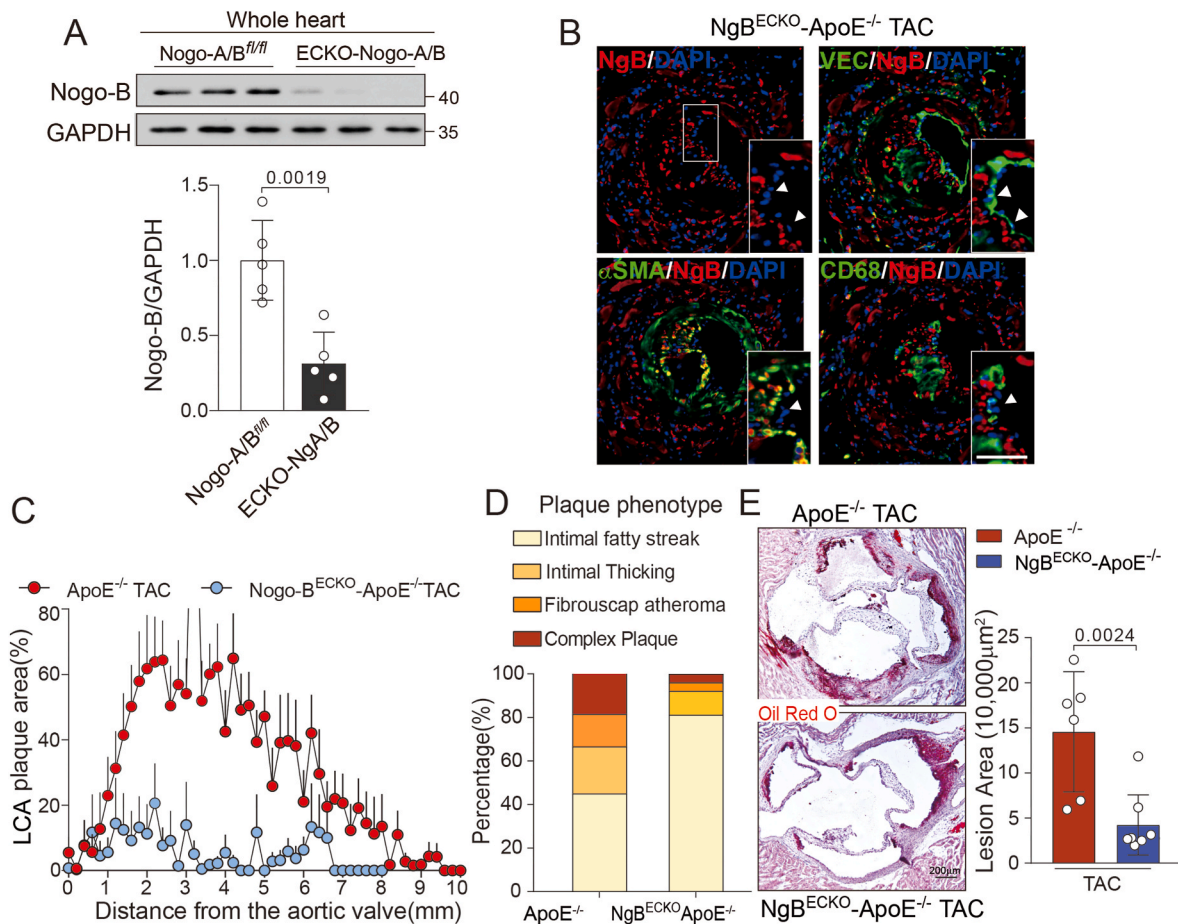 A
Whole heart
Nogo-A/Bfl/fl ECKO-Nogo-A/B
Nogo-B
40
GAPDH
35
0.0019
1.5
1.0
0.5
0.0
Nogo-B/GAPDH
Nogo-A/Bfl/fl
ECKO-NgA/B
B
NgBECKO-ApoE-/- TAC
NgB/DAPI
VEC/NgB/DAPI
αSMA/NgB/DAPI
CD68/NgB/DAPI
C
ApoE-/- TAC
Nogo-BECKO-ApoE-/-TAC
LCA plaque area(%)
80
60
40
20
0
0 1 2 3 4 5 6 7 8 9 10
Distance from the aortic valve(mm)
D
Plaque phenotype
Intimal fatty streak
Intimal Thicking
Fibrouscap atheroma
Complex Plaque
Percentage(%)
100
80
60
40
20
0
ApoE-/-
NgBECKOApoE-/-
E
ApoE-/- TAC
Oil Red O
200μm
NgBECKO-ApoE-/- TAC
ApoE-/-
NgBECKO-ApoE-/-
Lesion Area (10,000μm²)
25
20
15
10
5
0
0.0024
TAC